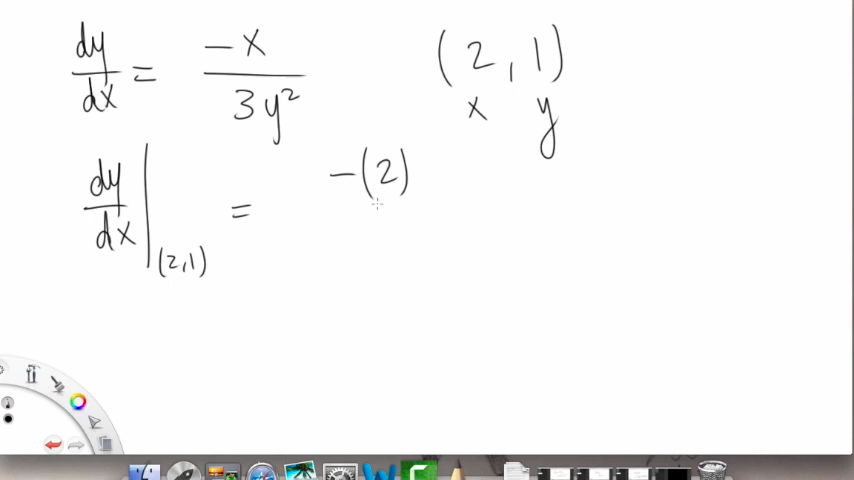 dy/dx = -x / 3y² (2, 1)
x y
dy/dx |(2,1) = -(2)